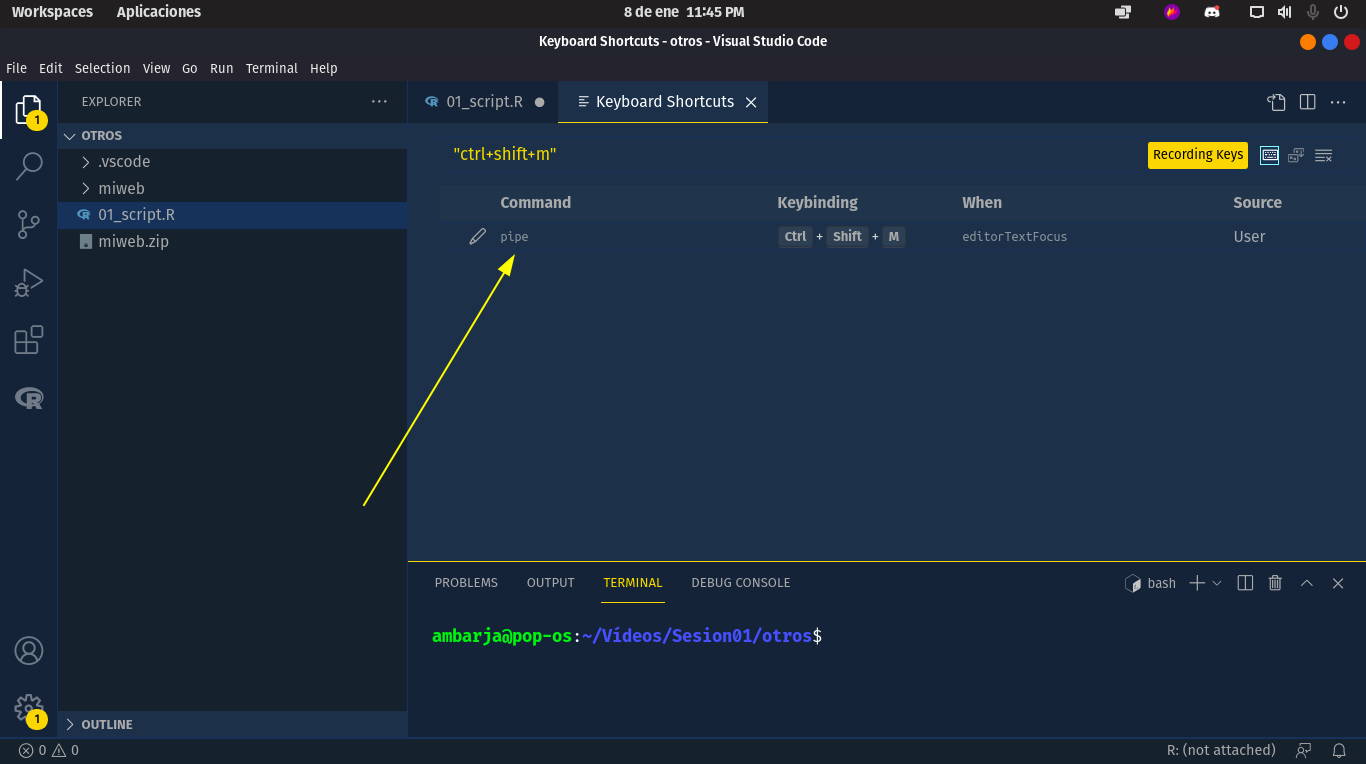 Workspaces Aplicaciones 8 de ene 11:45 PM
Keyboard Shortcuts - otros - Visual Studio Code
File Edit Selection View Go Run Terminal Help
EXPLORER ··· 01_script.R Keyboard Shortcuts
1
OTROS
.vscode
miweb
01_script.R
miweb.zip
"ctrl+shift+m" Recording Keys
Command Keybinding When Source
pipe Ctrl + Shift + M editorTextFocus User
PROBLEMS OUTPUT TERMINAL DEBUG CONSOLE bash
ambarja@pop-os:~/Vídeos/Sesion01/otros$
1
OUTLINE
0 0 R: (not attached)